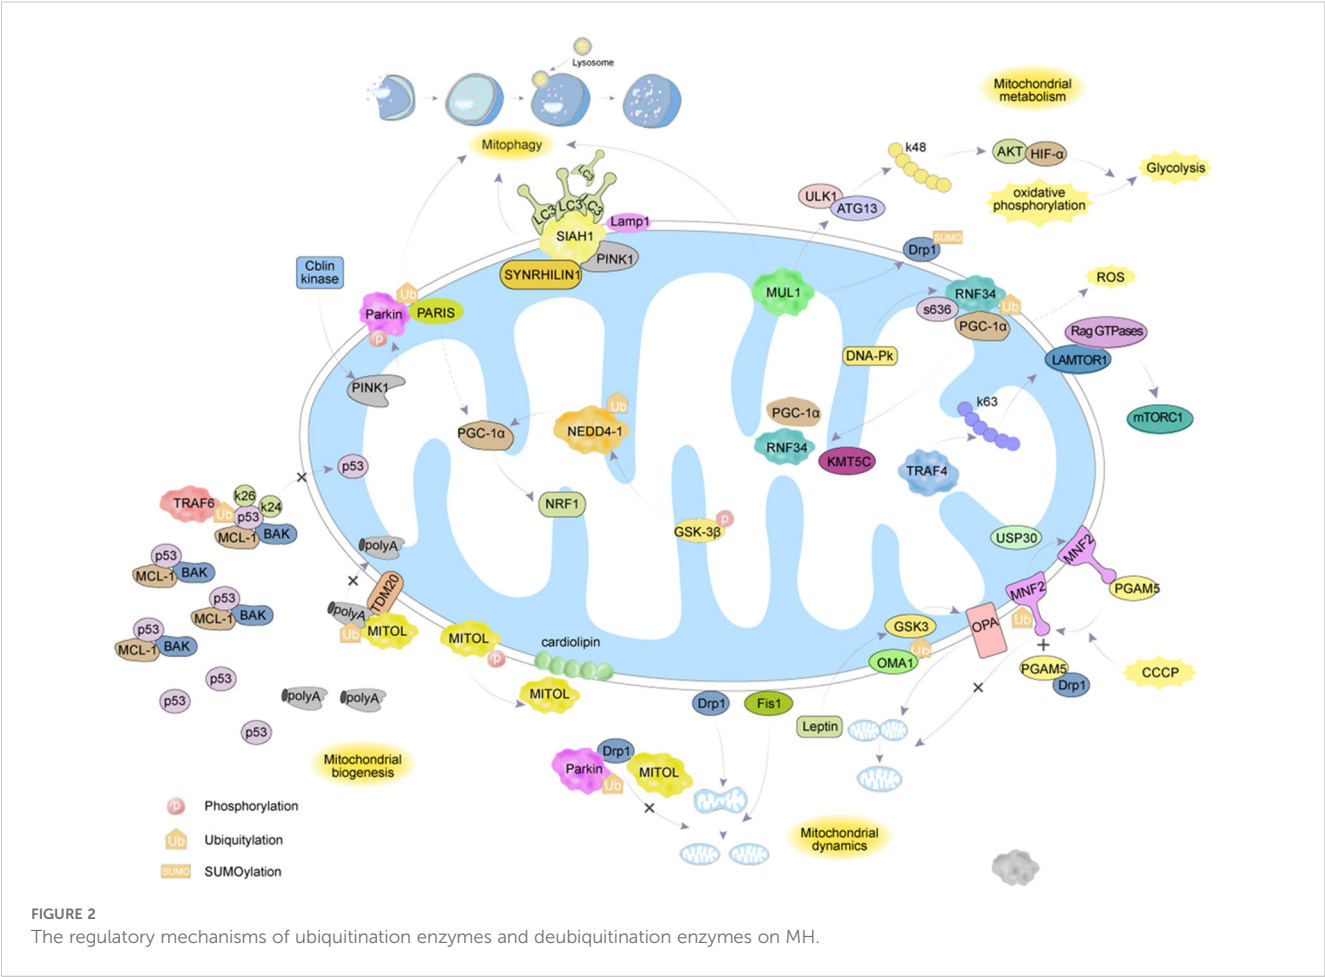 Lysosome
Mitophagy
Mitochondrial
metabolism
k48
AKT
HIF-α
Glycolysis
oxidative
phosphorylation
ULK1
ATG13
LC3
LC3
LC3
LC3
Lamp1
SIAH1
PINK1
SYNRHILIN1
Drp1
SUMO
Cblin
kinase
Ub
Parkin
PARIS
p
PINK1
MUL1
RNF34
s636
Ub
PGC-1α
ROS
Rag GTPases
LAMTOR1
DNA-Pk
mTORC1
k63
PGC-1α
RNF34
KMT5C
TRAF4
PGC-1α
Ub
NEDD4-1
NRF1
p
GSK-3β
p53
TRAF6
k26
k24
Ub
p53
MCL-1
BAK
p53
MCL-1
BAK
p53
MCL-1
BAK
p53
MCL-1
BAK
p53
p53
p53
polyA
TDM20
polyA
Ub
MITOL
polyA
polyA
MITOL
p
MITOL
cardiolipin
USP30
MNF2
PGAM5
MNF2
Ub
+
PGAM5
Drp1
CCCP
GSK3
Ub
OMA1
OPA
Leptin
Drp1
Fis1
Drp1
Parkin
Ub
MITOL
Mitochondrial
biogenesis
Mitochondrial
dynamics
p Phosphorylation
Ub Ubiquitylation
SUMO SUMOylation
FIGURE 2
The regulatory mechanisms of ubiquitination enzymes and deubiquitination enzymes on MH.